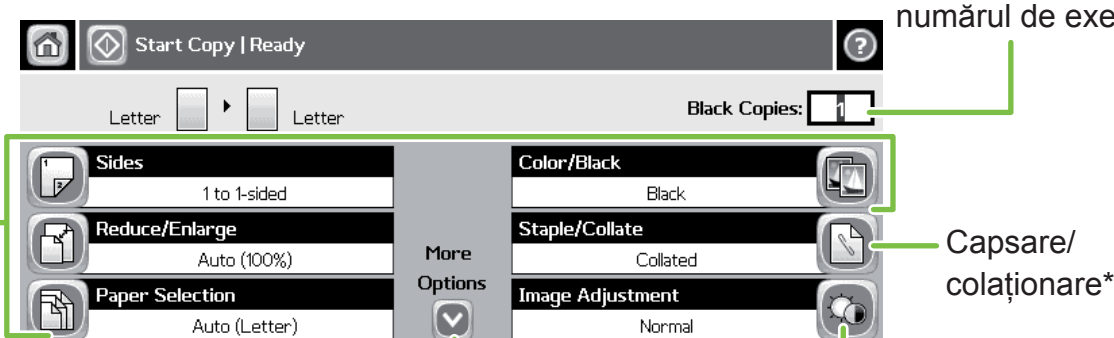 numărul de exe
Start Copy | Ready
?
Letter Letter
Black Copies: 1
Sides
1 to 1-sided
Color/Black
Black
Reduce/Enlarge
Auto (100%)
More
Options
Staple/Collate
Collated
Capsare/
colaționare*
Paper Selection
Auto (Letter)
Image Adjustment
Normal